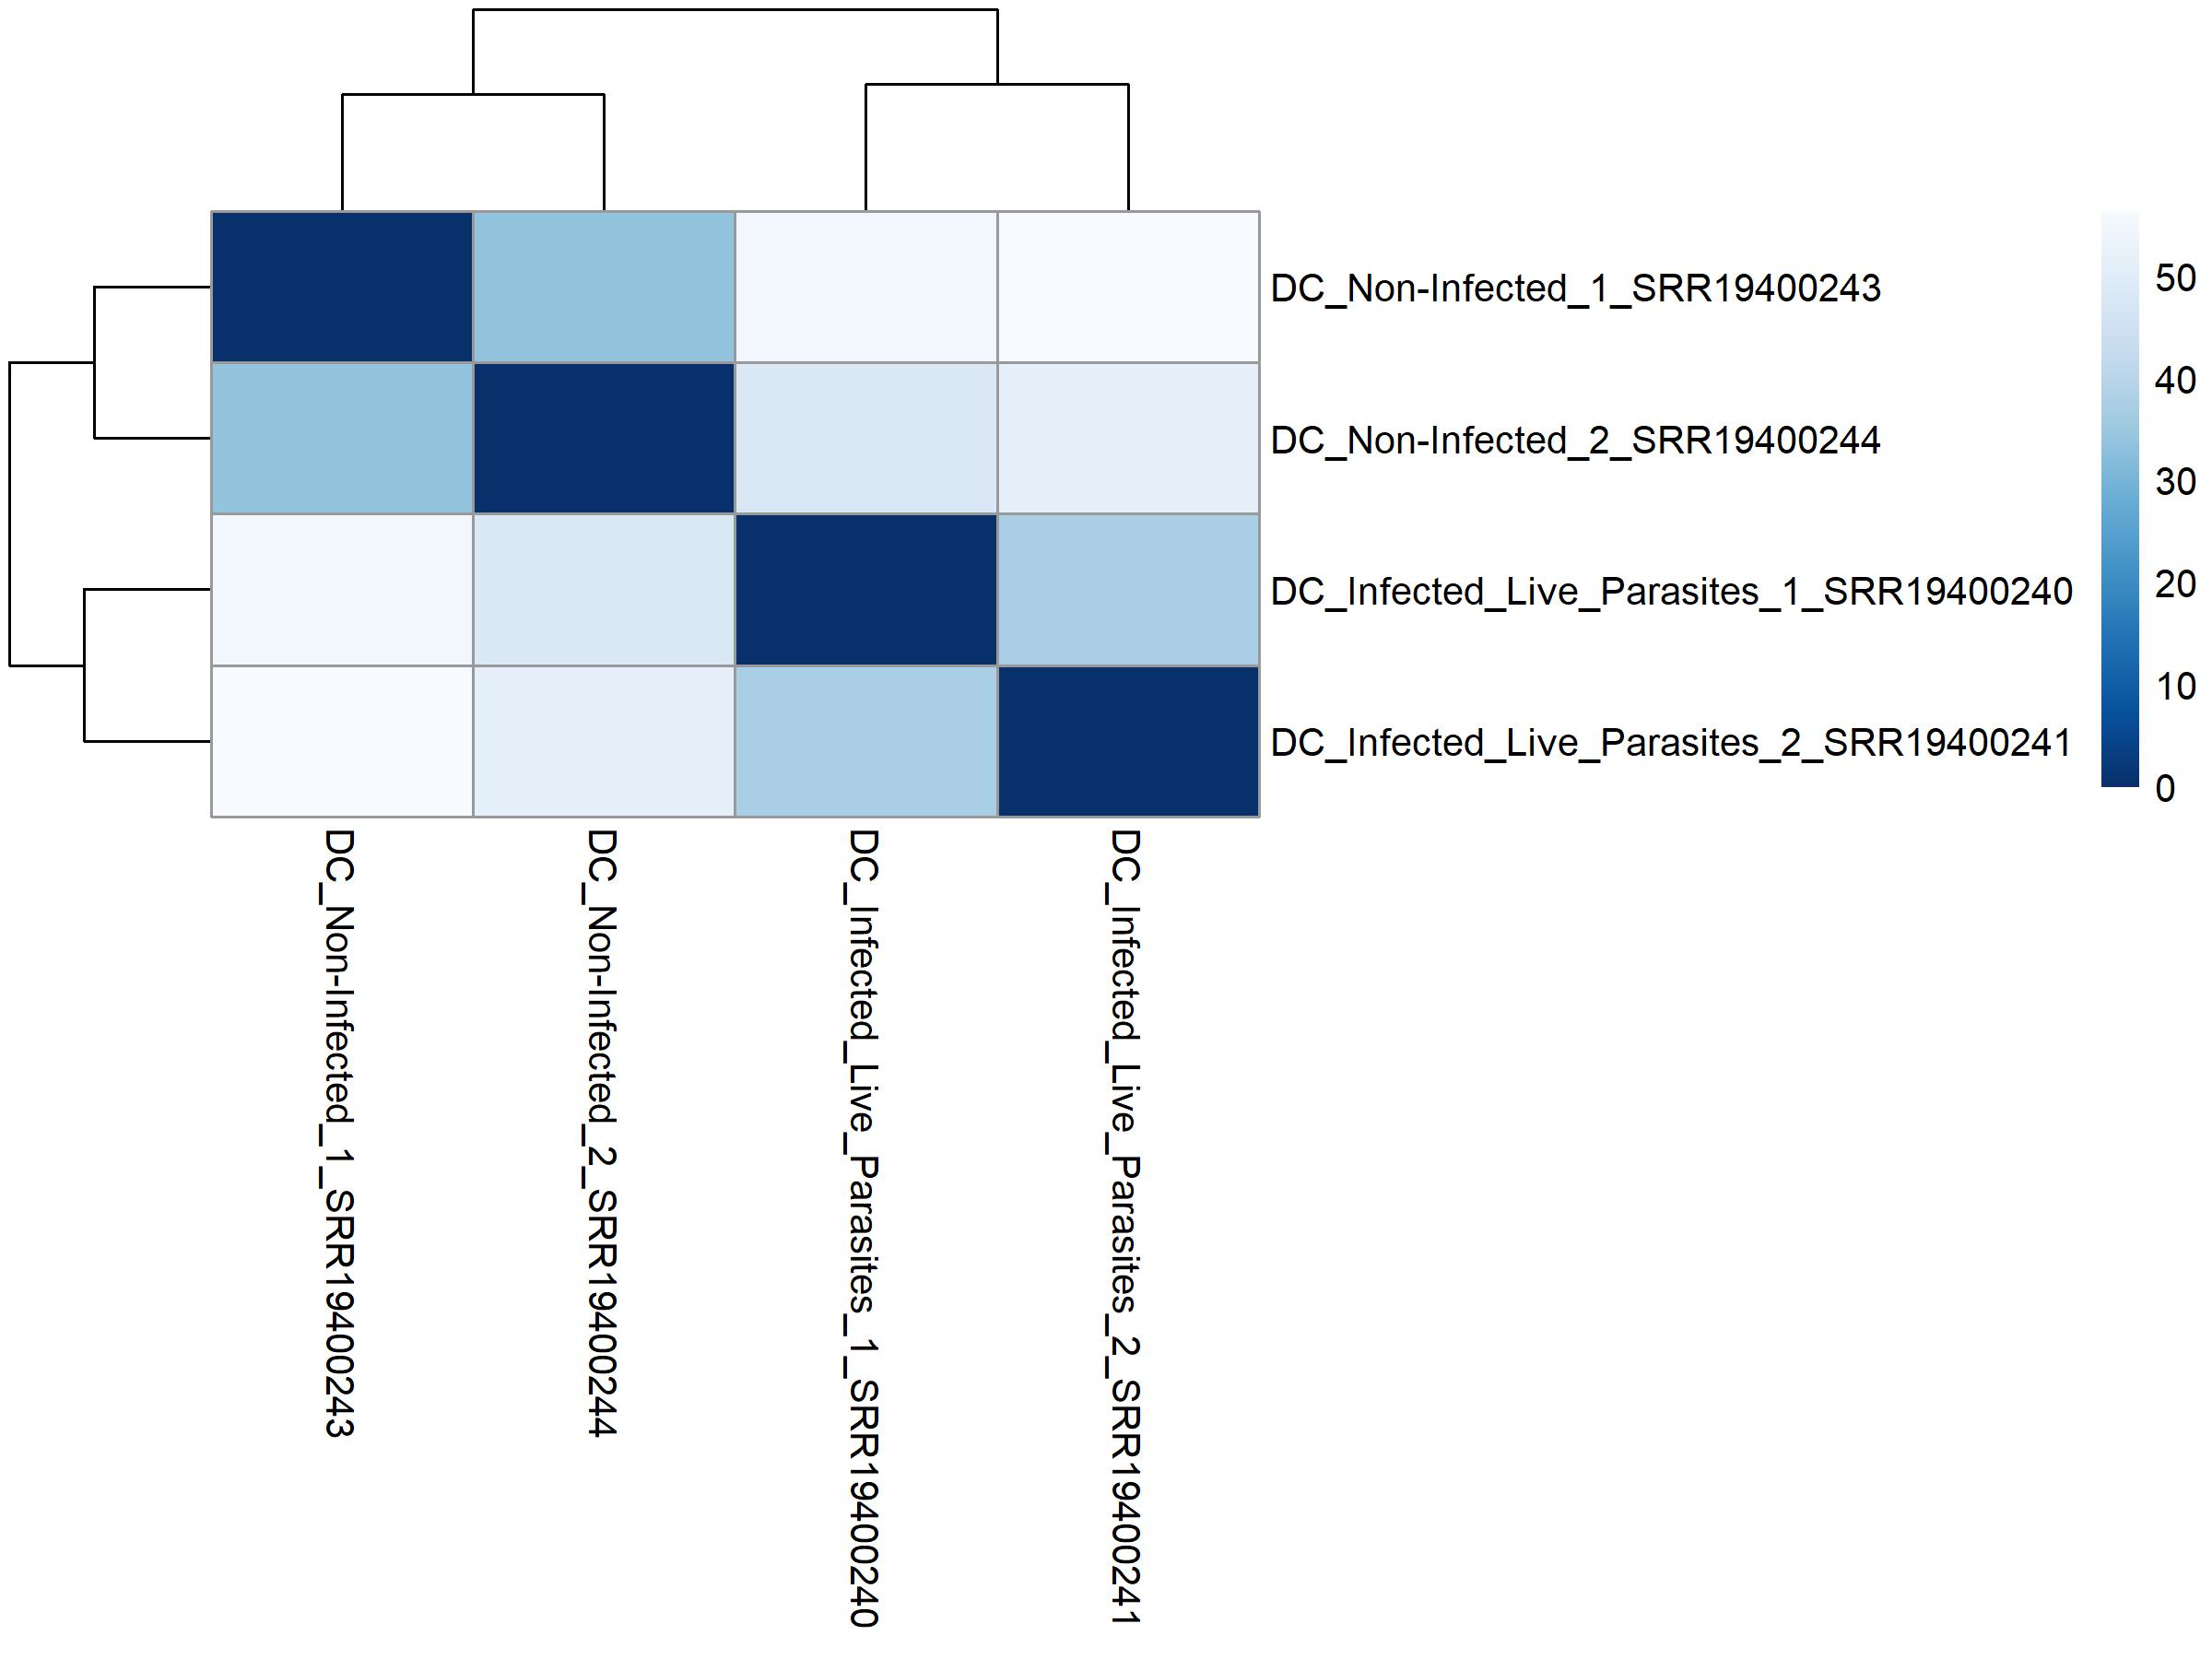 DC_Non-Infected_1_SRR19400243
DC_Non-Infected_2_SRR19400244
DC_Infected_Live_Parasites_1_SRR19400240
DC_Infected_Live_Parasites_2_SRR19400241
50
40
30
20
10
0
DC_Non-Infected_1_SRR19400243
DC_Non-Infected_2_SRR19400244
DC_Infected_Live_Parasites_1_SRR19400240
DC_Infected_Live_Parasites_2_SRR19400241